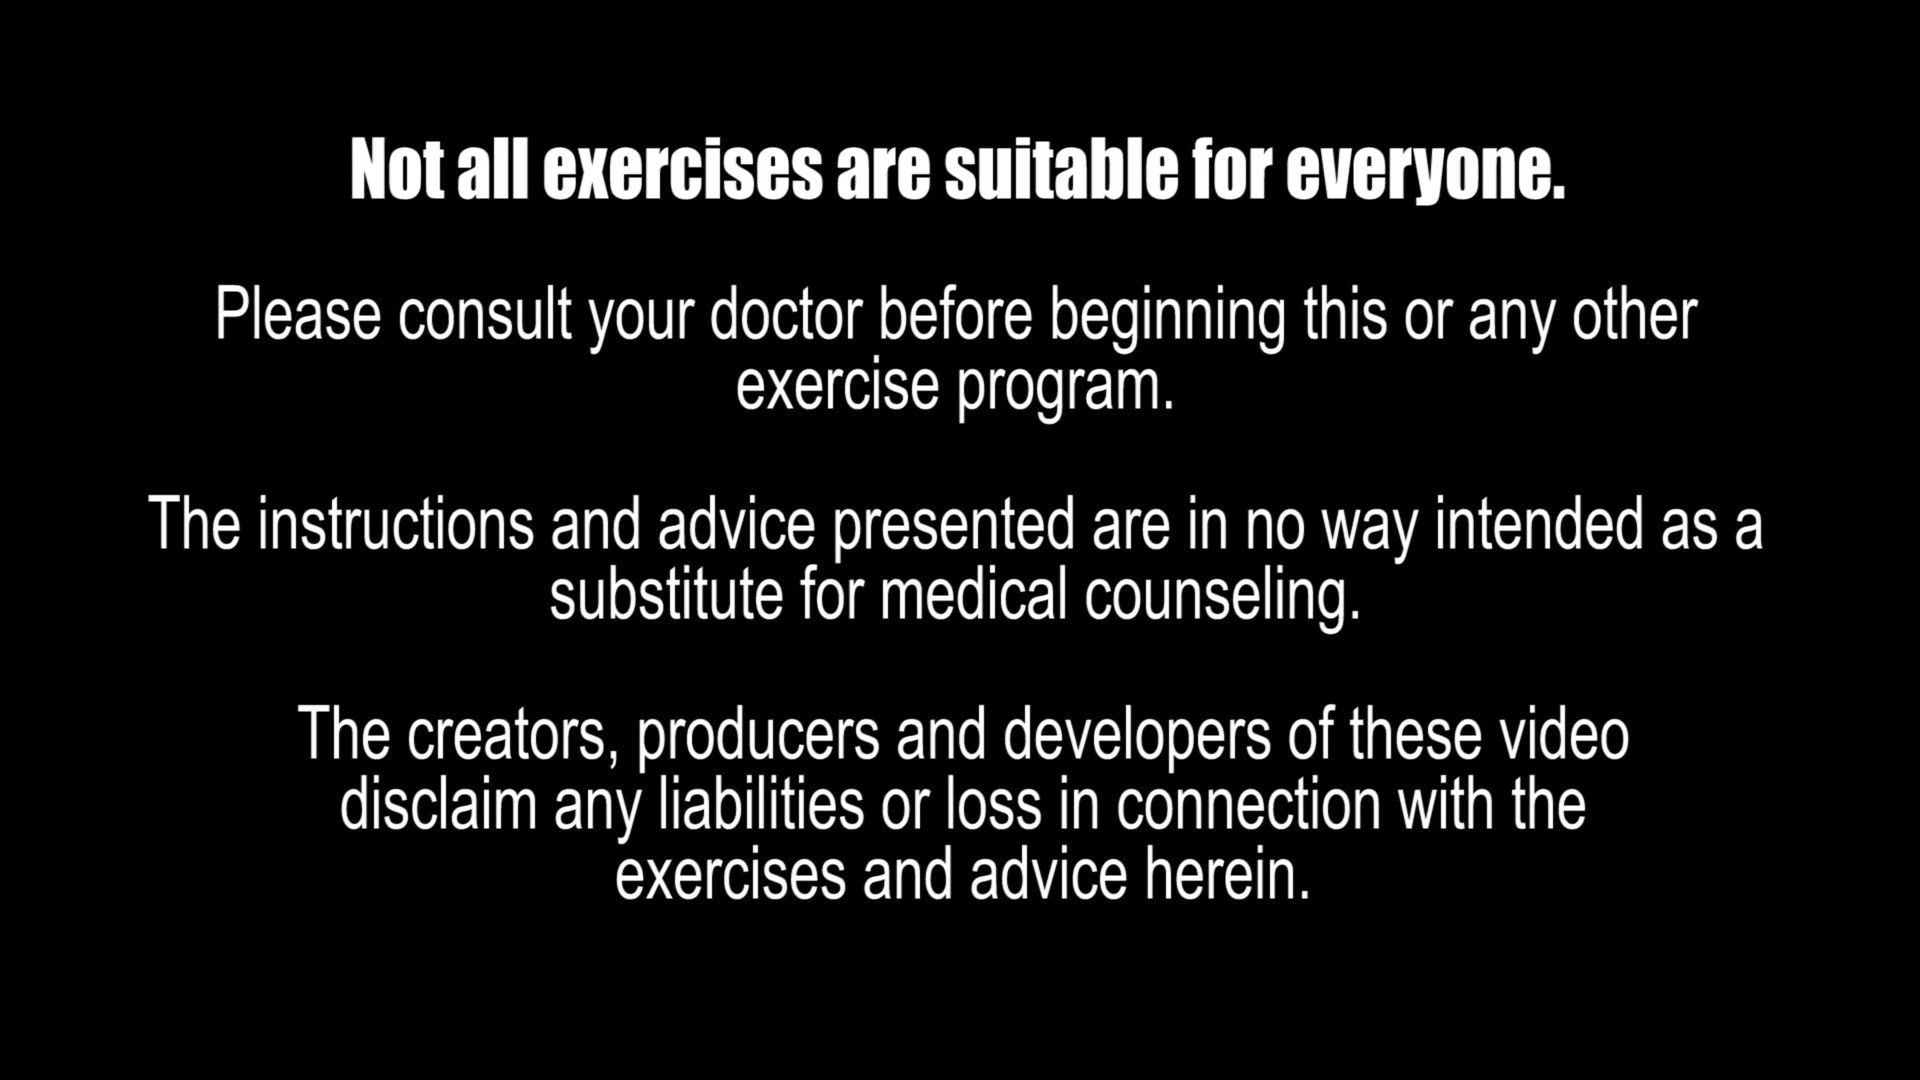 Not all exercises are suitable for everyone.
Please consult your doctor before beginning this or any other
exercise program.
The instructions and advice presented are in no way intended as a
substitute for medical counseling.
The creators, producers and developers of these video
disclaim any liabilities or loss in connection with the
exercises and advice herein.